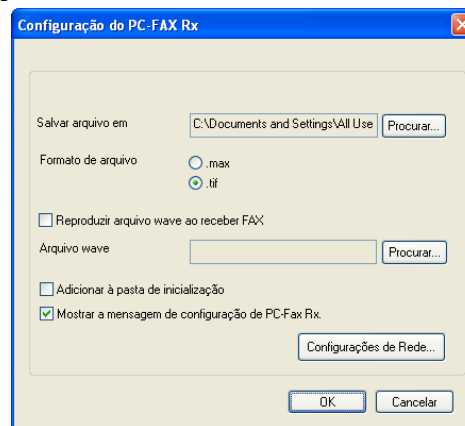 Configuração do PC-FAX Rx
Salvar arquivo em C:\Documents and Settings\All Use Procurar...
Formato de arquivo .max
.tif
Reproduzir arquivo wave ao receber FAX
Arquivo wave Procurar...
Adicionar à pasta de inicialização
Mostrar a mensagem de configuração de PC-Fax Rx.
Configurações de Rede...
OK Cancelar